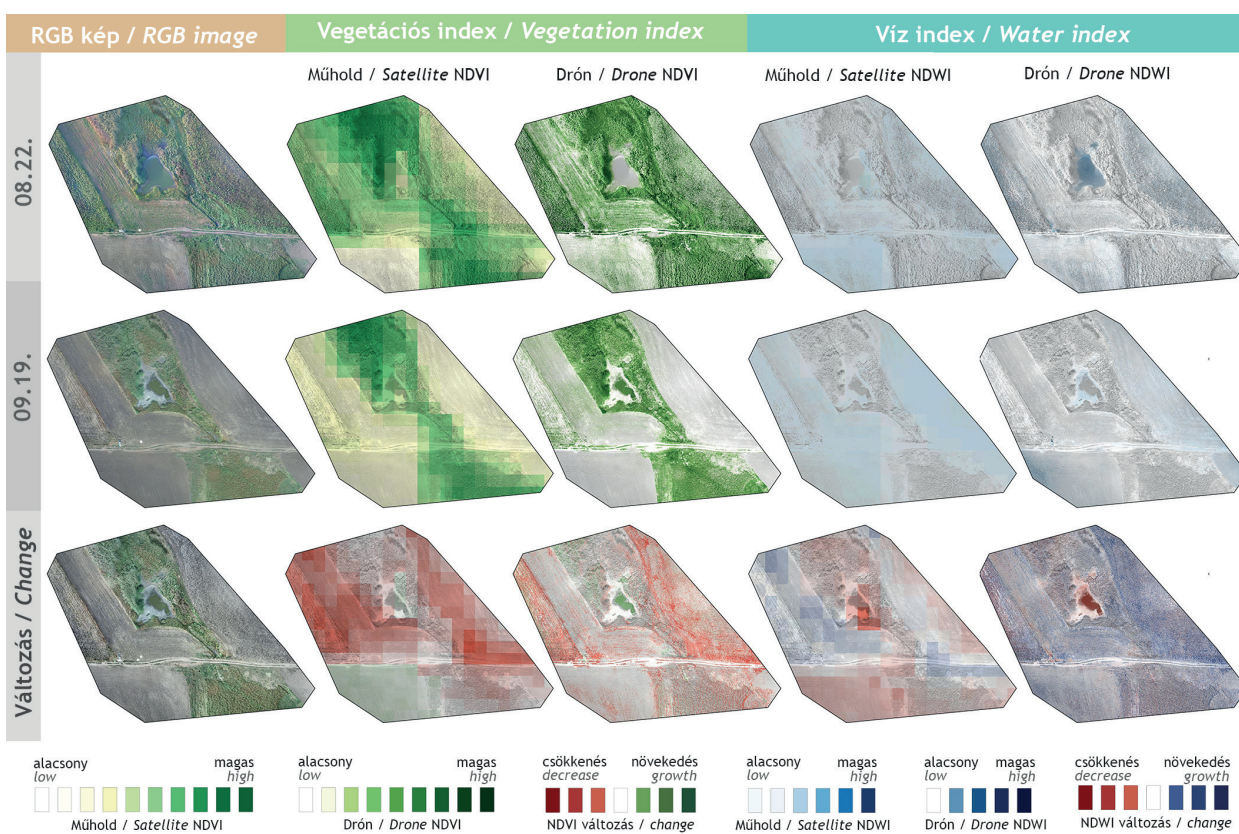 RGB kép / RGB image
Vegetációs index / Vegetation index
Víz index / Water index
Műhold / Satellite NDVI
Drón / Drone NDVI
Műhold / Satellite NDWI
Drón / Drone NDWI
08.22.
09.19.
Változás / Change
alacsony
low
magas
high
Műhold / Satellite NDVI
alacsony
low
magas
high
Drón / Drone NDVI
csökkenés
decrease
növekedés
growth
NDVI változás / change
alacsony
low
magas
high
Műhold / Satellite NDWI
alacsony
low
magas
high
Drón / Drone NDWI
csökkenés
decrease
növekedés
growth
NDWI változás / change